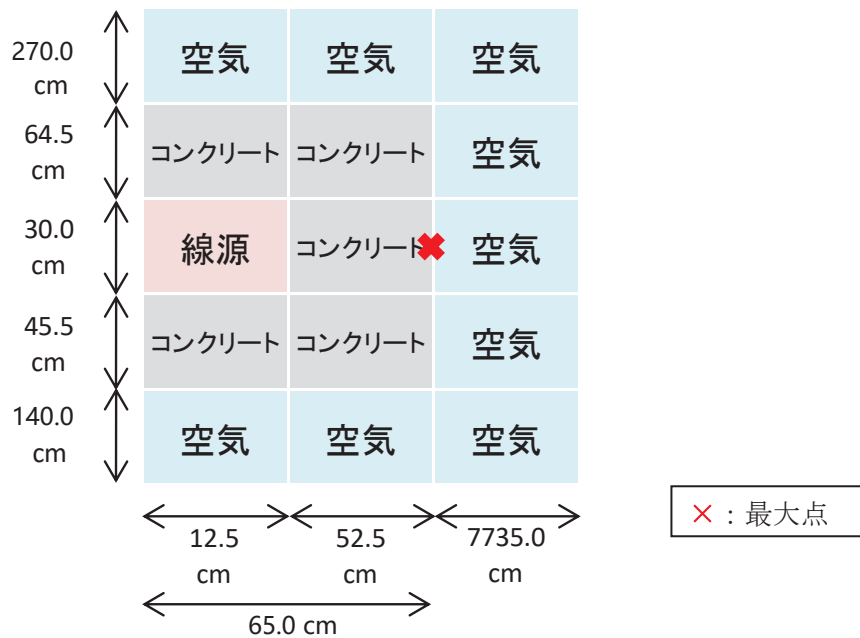 270.0
cm
空気 空気 空気
64.5
cm
コンクリート コンクリート 空気
30.0
cm
線源 コンクリート 空気
45.5
cm
コンクリート コンクリート 空気
140.0
cm
空気 空気 空気
12.5
cm
52.5
cm
7735.0
cm
65.0 cm
×：最大点